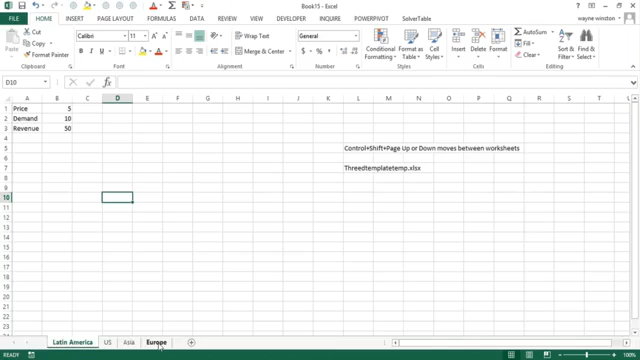 Book15 - Excel
FILE HOME INSERT PAGE LAYOUT FORMULAS DATA REVIEW VIEW DEVELOPER INQUIRE POWERPIVOT SolverTable wayne winston
Paste Cut Copy Format Painter
Calibri 11
B I U
Wrap Text
Merge & Center
General
$ % ,
Conditional Formatting Format as Table Cell Styles
Insert Delete Format
AutoSum Fill Clear
Sort & Filter Find & Select
Clipboard Font Alignment Number Styles Cells Editing
D10 fx
A B C D E F G H I J K L M N O P Q R S T U
1 Price 5
2 Demand 10
3 Revenue 50
4
5 Control+Shift+Page Up or Down moves between worksheets
6
7 Threedtemplatetemp.xlsx
8
9
10
11
12
13
14
15
16
17
18
19
20
21
22
23
24
Latin America US Asia Europe
READY 100%